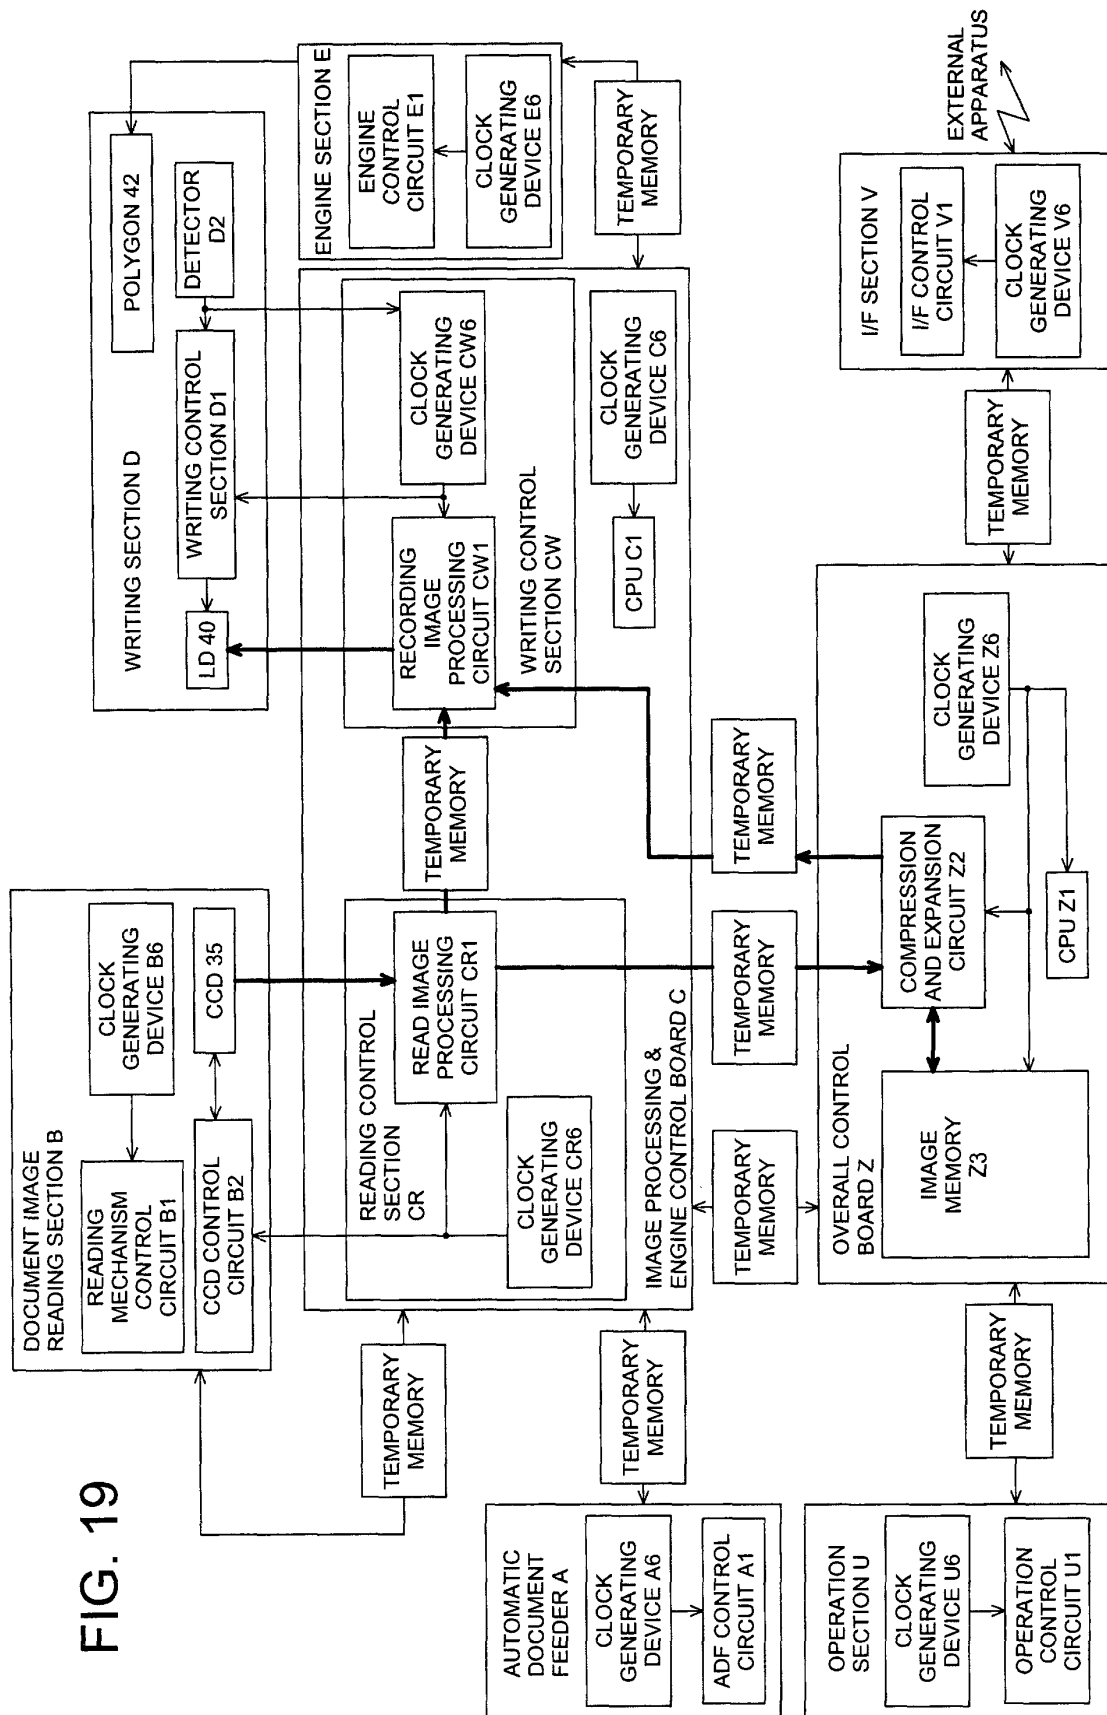 FIG. 19
DOCUMENT IMAGE
READING SECTION B
READING
MECHANISM
CONTROL
CIRCUIT B1
CLOCK
GENERATING
DEVICE B6
CCD CONTROL
CIRCUIT B2
CCD 35
WRITING SECTION D
POLYGON 42
WRITING CONTROL
SECTION D1
DETECTOR
D2
LD 40
TEMPORARY
MEMORY
READING CONTROL
SECTION
CR
READ IMAGE
PROCESSING
CIRCUIT CR1
CLOCK
GENERATING
DEVICE CR6
TEMPORARY
MEMORY
RECORDING
IMAGE
PROCESSING
CIRCUIT CW1
CLOCK
GENERATING
DEVICE CW6
WRITING CONTROL
SECTION CW
ENGINE SECTION E
ENGINE
CONTROL
CIRCUIT E1
CLOCK
GENERATING
DEVICE E6
TEMPORARY
MEMORY
CPU C1
CLOCK
GENERATING
DEVICE C6
IMAGE PROCESSING &
ENGINE CONTROL BOARD C
AUTOMATIC
DOCUMENT
FEEDER A
CLOCK
GENERATING
DEVICE A6
ADF CONTROL
CIRCUIT A1
TEMPORARY
MEMORY
TEMPORARY
MEMORY
TEMPORARY
MEMORY
TEMPORARY
MEMORY
OPERATION
SECTION U
CLOCK
GENERATING
DEVICE U6
OPERATION
CONTROL
CIRCUIT U1
TEMPORARY
MEMORY
OVERALL CONTROL
BOARD Z
IMAGE
MEMORY
Z3
COMPRESSION
AND EXPANSION
CIRCUIT Z2
CLOCK
GENERATING
DEVICE Z6
CPU Z1
TEMPORARY
MEMORY
I/F SECTION V
I/F CONTROL
CIRCUIT V1
CLOCK
GENERATING
DEVICE V6
EXTERNAL
APPARATUS